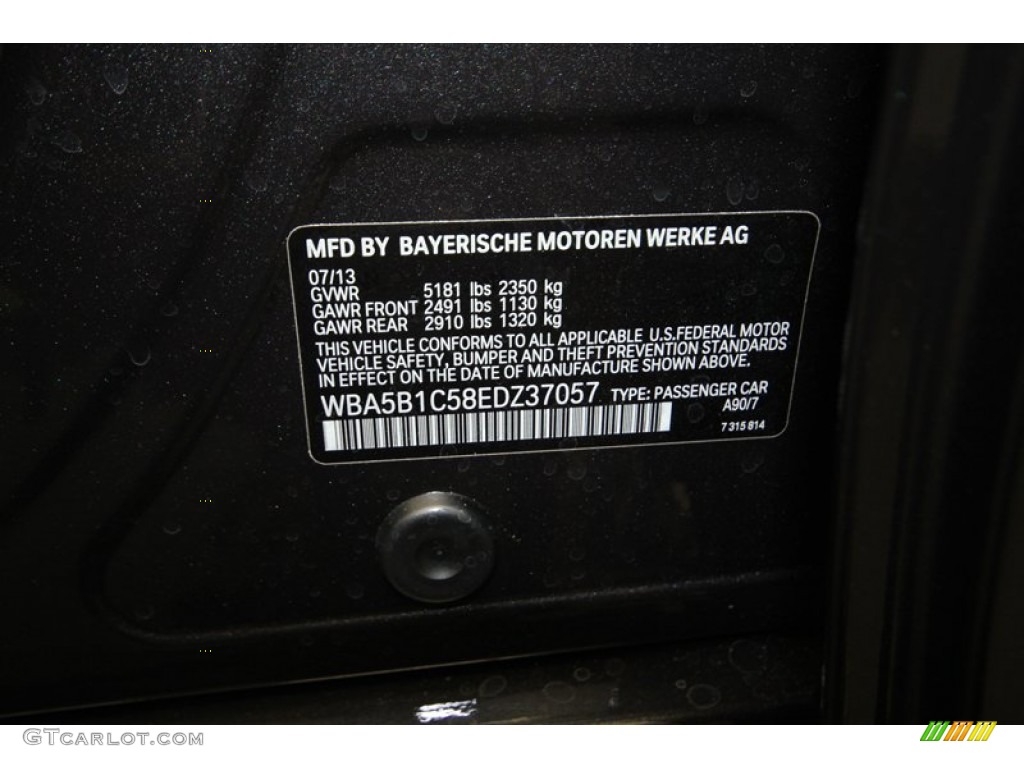 MFD BY BAYERISCHE MOTOREN WERKE AG
07/13
GVWR 5181 lbs 2350 kg
GAWR FRONT 2491 lbs 1130 kg
GAWR REAR 2910 lbs 1320 kg
THIS VEHICLE CONFORMS TO ALL APPLICABLE U.S.FEDERAL MOTOR
VEHICLE SAFETY, BUMPER AND THEFT PREVENTION STANDARDS
IN EFFECT ON THE DATE OF MANUFACTURE SHOWN ABOVE.
WBA5B1C58EDZ37057 TYPE: PASSENGER CAR
A90/7
7 315 814
GTCARLOT.COM